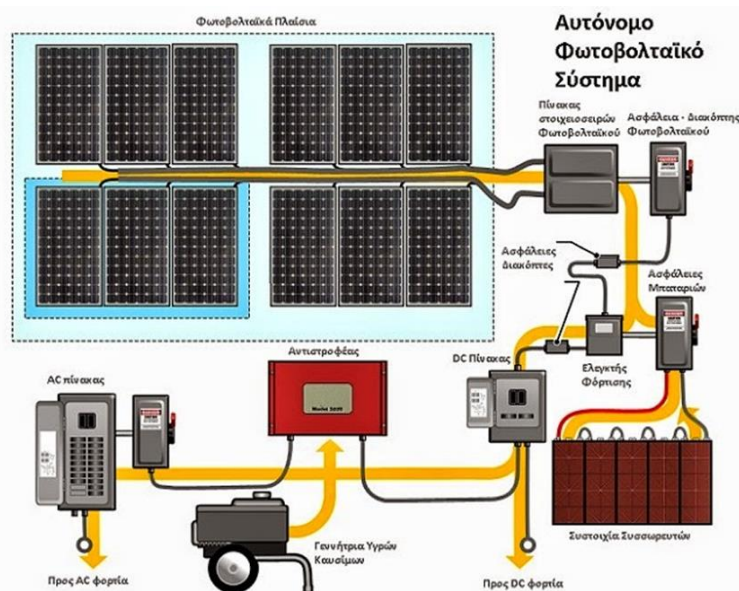 Φωτοβολταϊκά Πλαίσια
Αυτόνομο
Φωτοβολταϊκό
Σύστημα
Πίνακας
στοιχειοσειρών
Φωτοβολταϊκού
Ασφάλεια - Διακόπτης
Φωτοβολταϊκού
Ασφάλειες
Διακόπτες
Ασφάλειες
Μπαταριών
Αντιστροφέας
DC Πίνακας
Ελεγκτής
Φόρτισης
AC πίνακας
Γεννήτρια Υγρών
Καυσίμων
Συστοιχία Συσσωρευτών
Προς AC φορτία
Προς DC φορτία